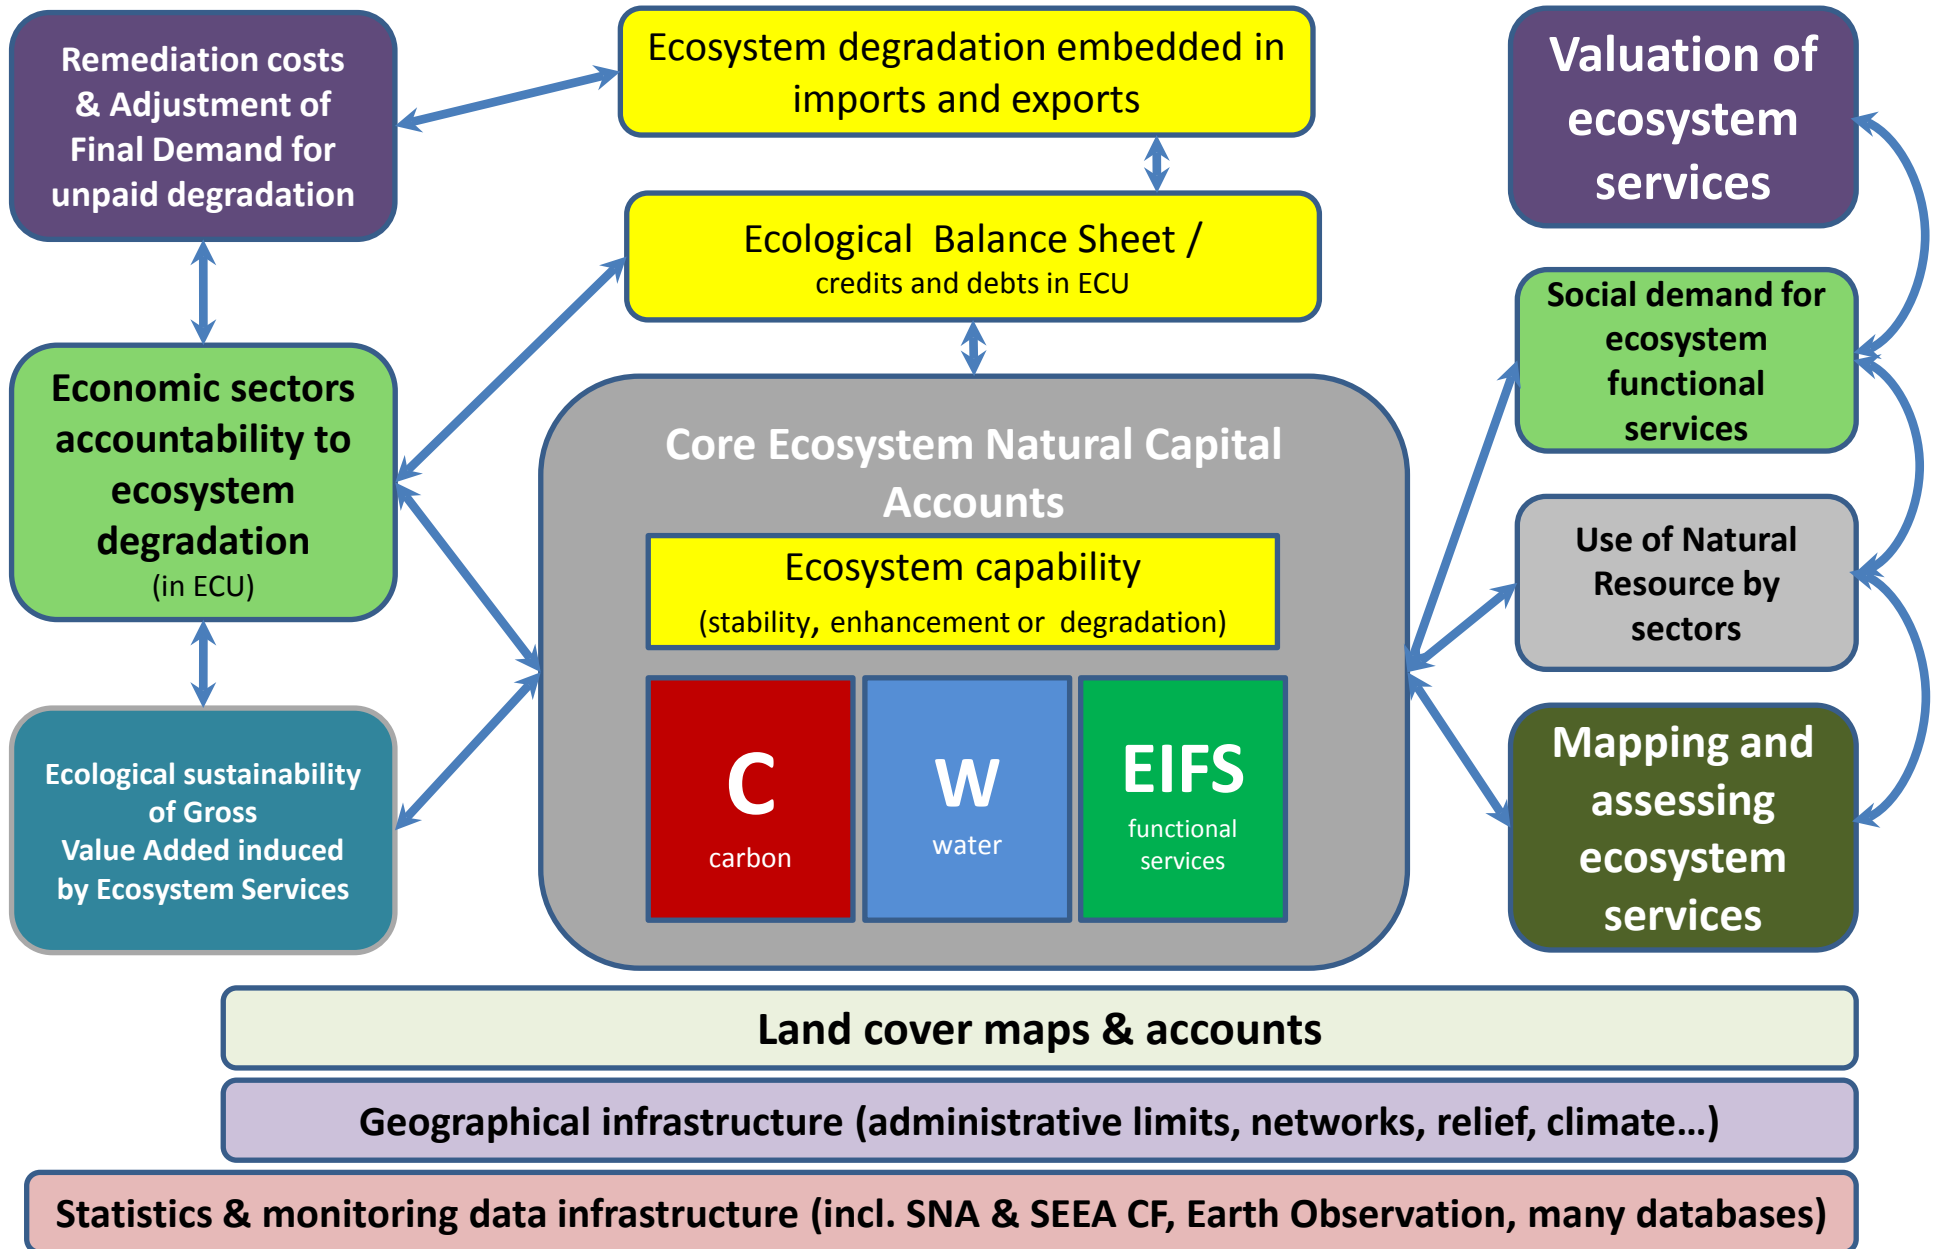 Remediation costs
& Adjustment of
Final Demand for
unpaid degradation
Ecosystem degradation embedded in
imports and exports
Valuation of
ecosystem
services
Ecological Balance Sheet /
credits and debts in ECU
Social demand for
ecosystem
functional
services
Economic sectors
accountability to
ecosystem
degradation
(in ECU)
Core Ecosystem Natural Capital
Accounts
Ecosystem capability
(stability, enhancement or degradation)
Use of Natural
Resource by
sectors
Ecological sustainability
of Gross
Value Added induced
by Ecosystem Services
C
carbon
W
water
EIFS
functional
services
Mapping and
assessing
ecosystem
services
Land cover maps & accounts
Geographical infrastructure (administrative limits, networks, relief, climate...)
Statistics & monitoring data infrastructure (incl. SNA & SEEA CF, Earth Observation, many databases)